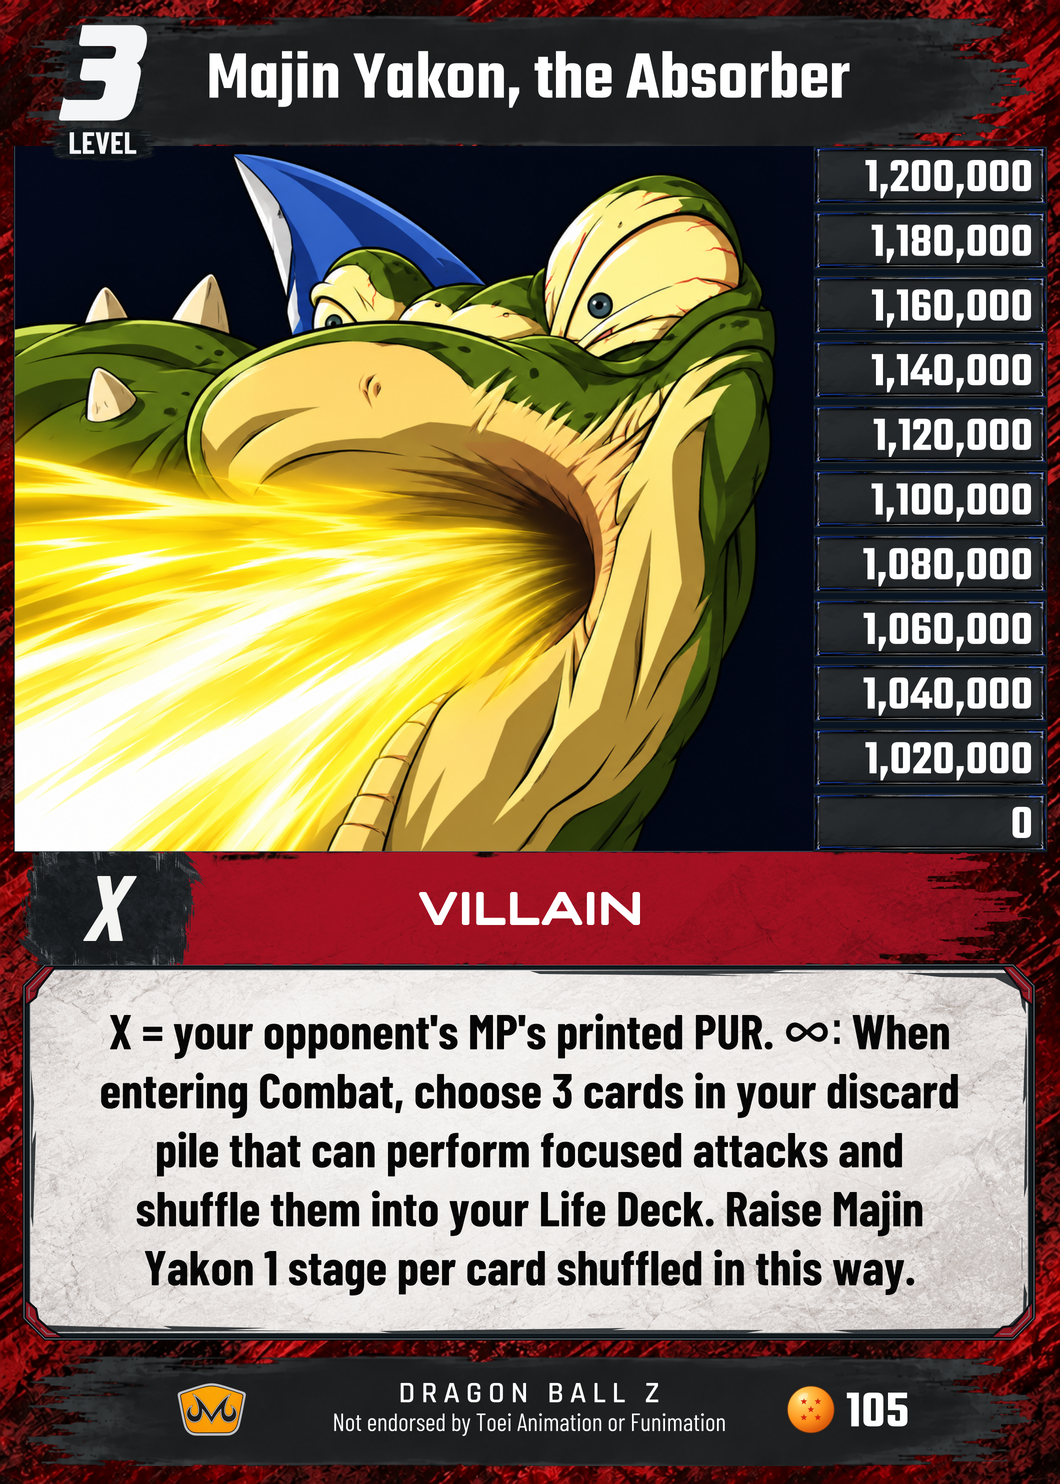 3
LEVEL
Majin Yakon, the Absorber
1,200,000
1,180,000
1,160,000
1,140,000
1,120,000
1,100,000
1,080,000
1,060,000
1,040,000
1,020,000
0
X
VILLAIN
X = your opponent's MP's printed PUR. ∞: When
entering Combat, choose 3 cards in your discard
pile that can perform focused attacks and
shuffle them into your Life Deck. Raise Majin
Yakon 1 stage per card shuffled in this way.
DRAGON BALL Z
Not endorsed by Toei Animation or Funimation
105